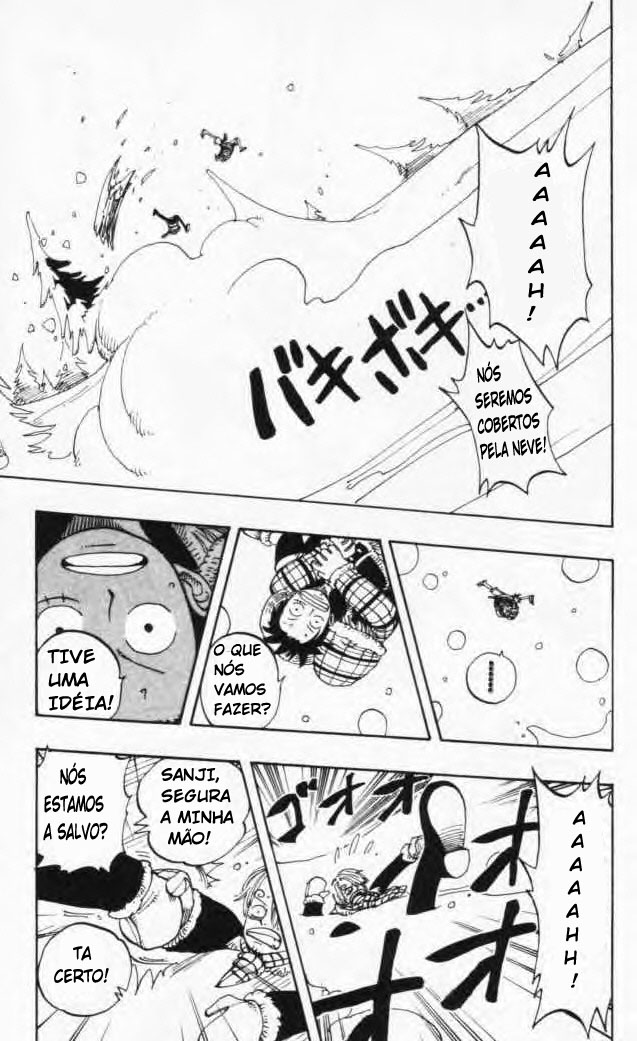 A
A
A
A
A
H
!
バキボキ…
NÓS
SEREMOS
COBERTOS
PELA NEVE!
......
O QUE
NÓS
VAMOS
FAZER?
TIVE
UMA
IDÉIA!
A
A
A
A
A
H
H
!
ゴオオオオオ
SANJI,
SEGURA
A MINHA
MÃO!
NÓS
ESTAMOS
A SALVO?
TA
CERTO!